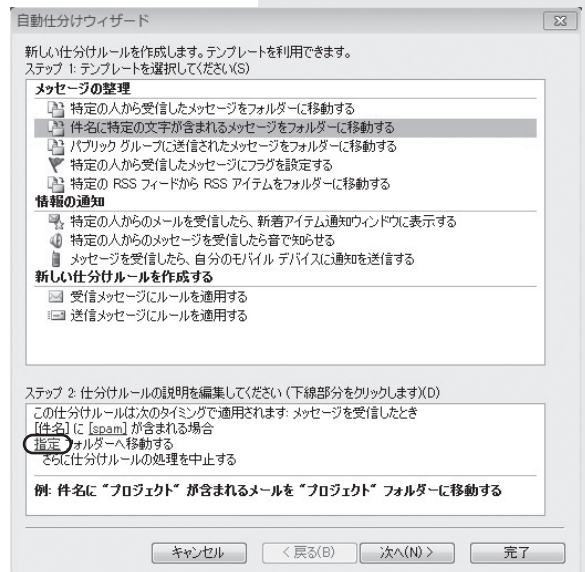 自動仕分けウィザード
新しい仕分けルールを作成します。テンプレートを利用できます。
ステップ 1: テンプレートを選択してください(S)
メッセージの整理
特定の人から受信したメッセージをフォルダーに移動する
件名に特定の文字が含まれるメッセージをフォルダーに移動する
パブリック グループに送信されたメッセージをフォルダーに移動する
特定の人から受信したメッセージにフラグを設定する
特定の RSS フィードから RSS アイテムをフォルダーに移動する
情報の通知
特定の人からのメールを受信したら、新着アイテム通知ウィンドウに表示する
特定の人からのメッセージを受信したら音で知らせる
メッセージを受信したら、自分のモバイル デバイスに通知を送信する
新しい仕分けルールを作成する
受信メッセージにルールを適用する
送信メッセージにルールを適用する
ステップ 2: 仕分けルールの説明を編集してください (下線部分をクリックします)(D)
この仕分けルールは次のタイミングで適用されます: メッセージを受信したとき
[件名] に [spam] が含まれる場合
指定 フォルダーへ移動する
さらに仕分けルールの処理を中止する
例: 件名に "プロジェクト" が含まれるメールを "プロジェクト" フォルダーに移動する
キャンセル < 戻る(B) 次へ(N) > 完了